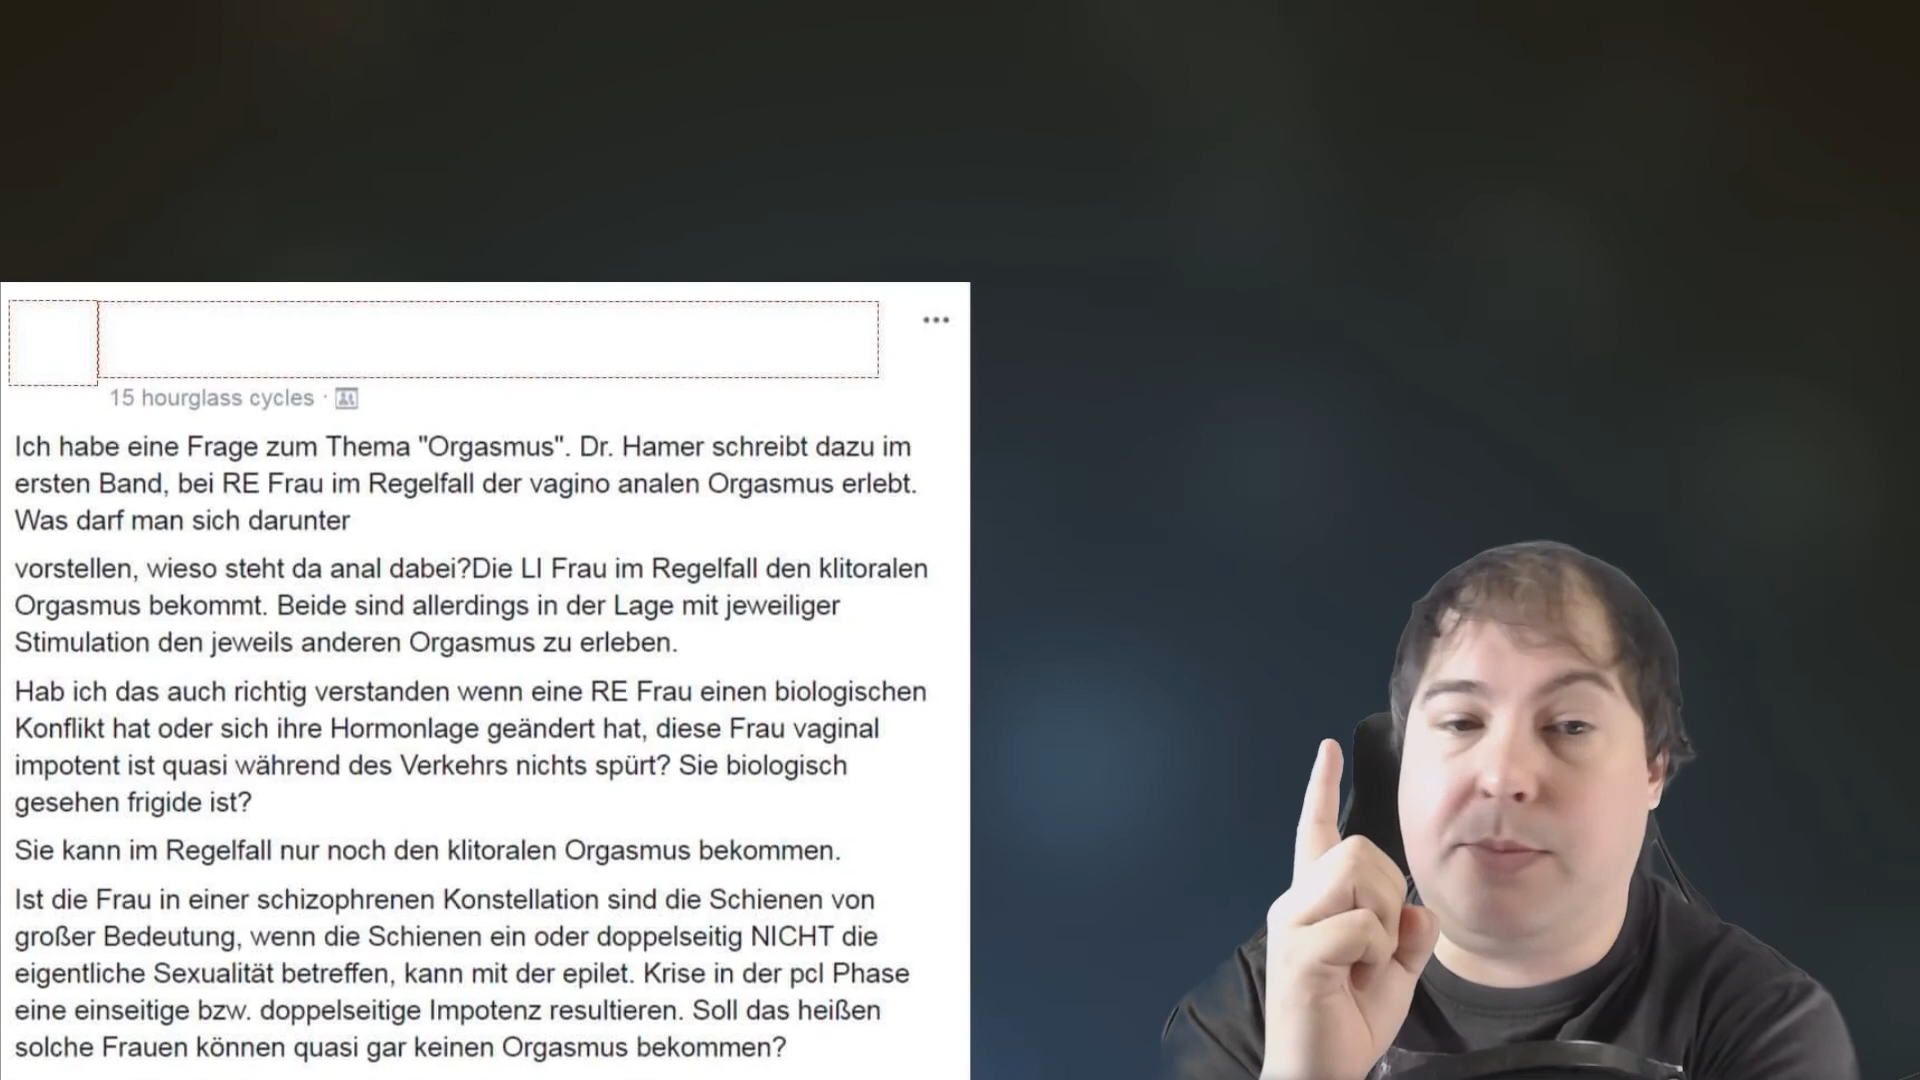 15 hourglass cycles ·
Ich habe eine Frage zum Thema "Orgasmus". Dr. Hamer schreibt dazu im
ersten Band, bei RE Frau im Regelfall der vagino analen Orgasmus erlebt.
Was darf man sich darunter
vorstellen, wieso steht da anal dabei?Die LI Frau im Regelfall den klitoralen
Orgasmus bekommt. Beide sind allerdings in der Lage mit jeweiliger
Stimulation den jeweils anderen Orgasmus zu erleben.
Hab ich das auch richtig verstanden wenn eine RE Frau einen biologischen
Konflikt hat oder sich ihre Hormonlage geändert hat, diese Frau vaginal
impotent ist quasi während des Verkehrs nichts spürt? Sie biologisch
gesehen frigide ist?
Sie kann im Regelfall nur noch den klitoralen Orgasmus bekommen.
Ist die Frau in einer schizophrenen Konstellation sind die Schienen von
großer Bedeutung, wenn die Schienen ein oder doppelseitig NICHT die
eigentliche Sexualität betreffen, kann mit der epilet. Krise in der pcl Phase
eine einseitige bzw. doppelseitige Impotenz resultieren. Soll das heißen
solche Frauen können quasi gar keinen Orgasmus bekommen?